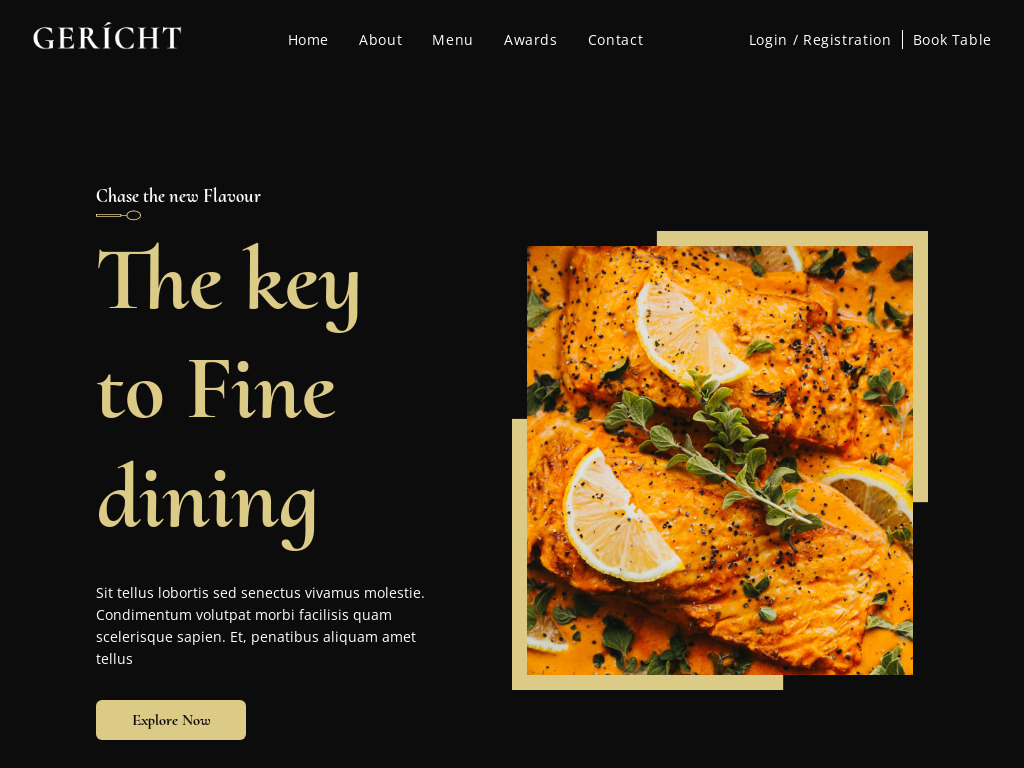 GERÍCHT
Home
About
Menu
Awards
Contact
Login / Registration
Book Table
Chase the new Flavour
The key
to Fine
dining
Sit tellus lobortis sed senectus vivamus molestie.
Condimentum volutpat morbi facilisis quam
scelerisque sapien. Et, penatibus aliquam amet
tellus
Explore Now